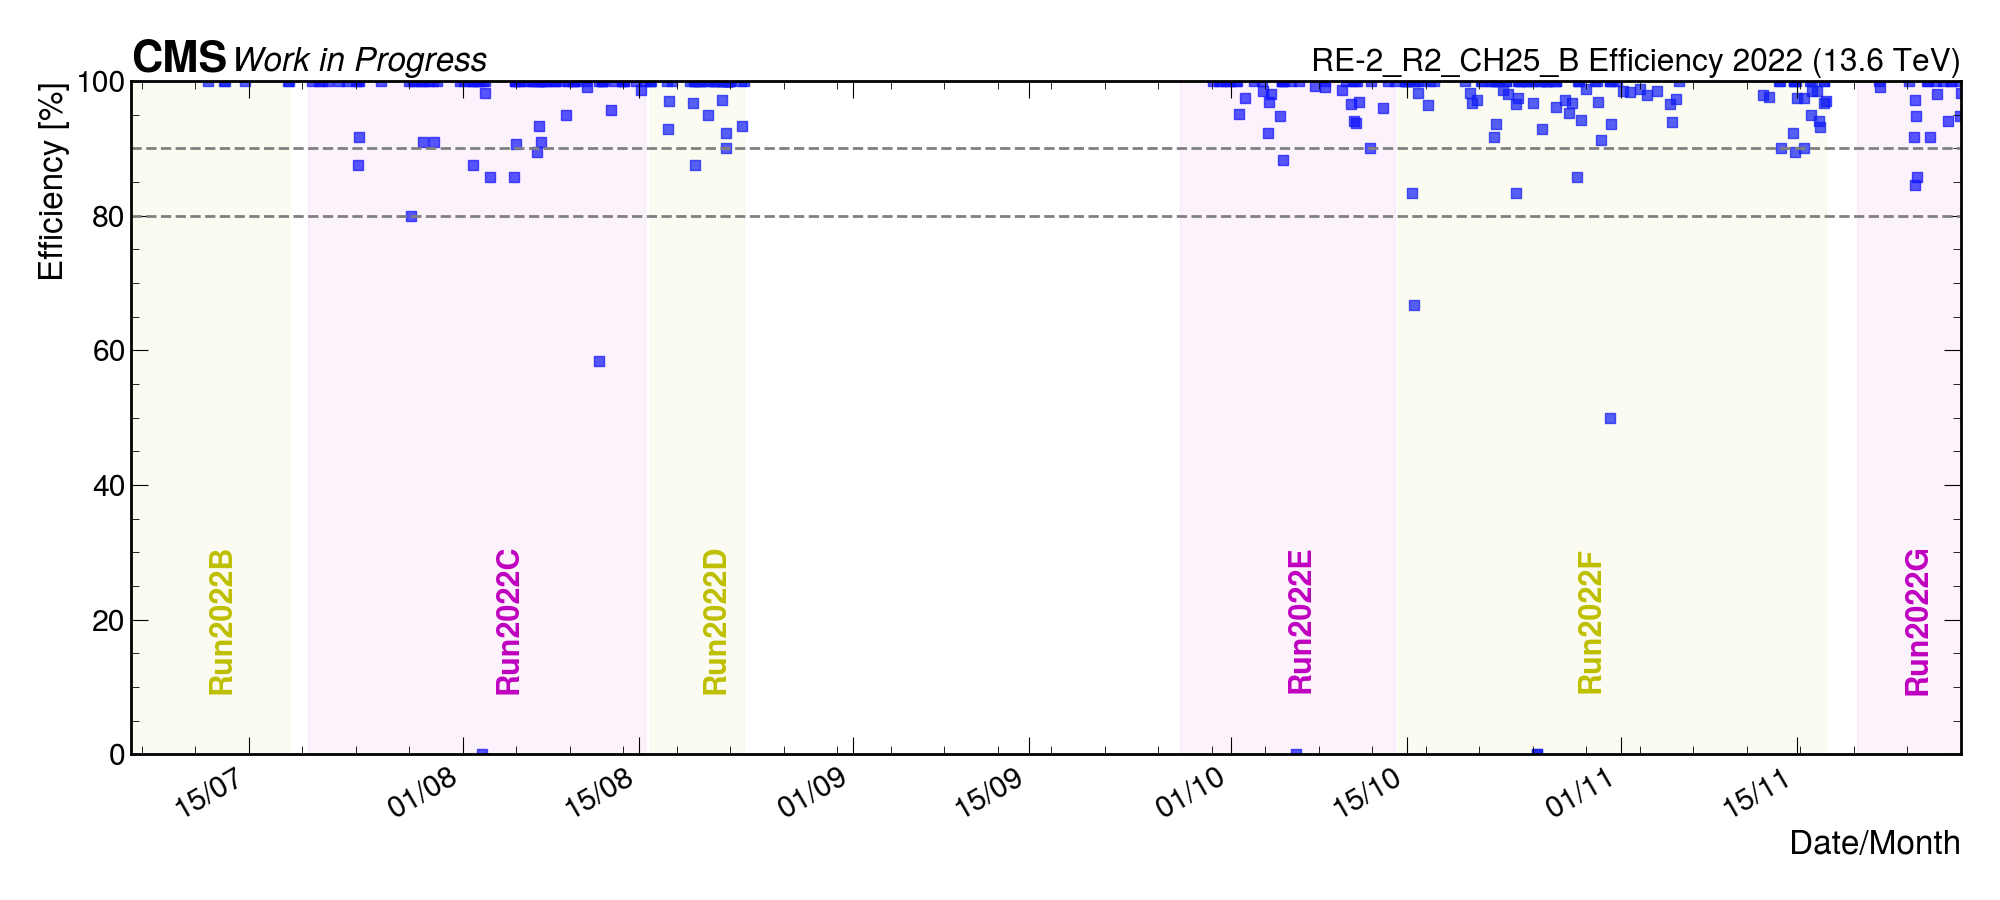 CMS Work in Progress
RE-2_R2_CH25_B Efficiency 2022 (13.6 TeV)
Efficiency [%]
100
80
60
40
20
0
Run2022B
Run2022C
Run2022D
Run2022E
Run2022F
Run2022G
15/07
01/08
15/08
01/09
15/09
01/10
15/10
01/11
15/11
Date/Month